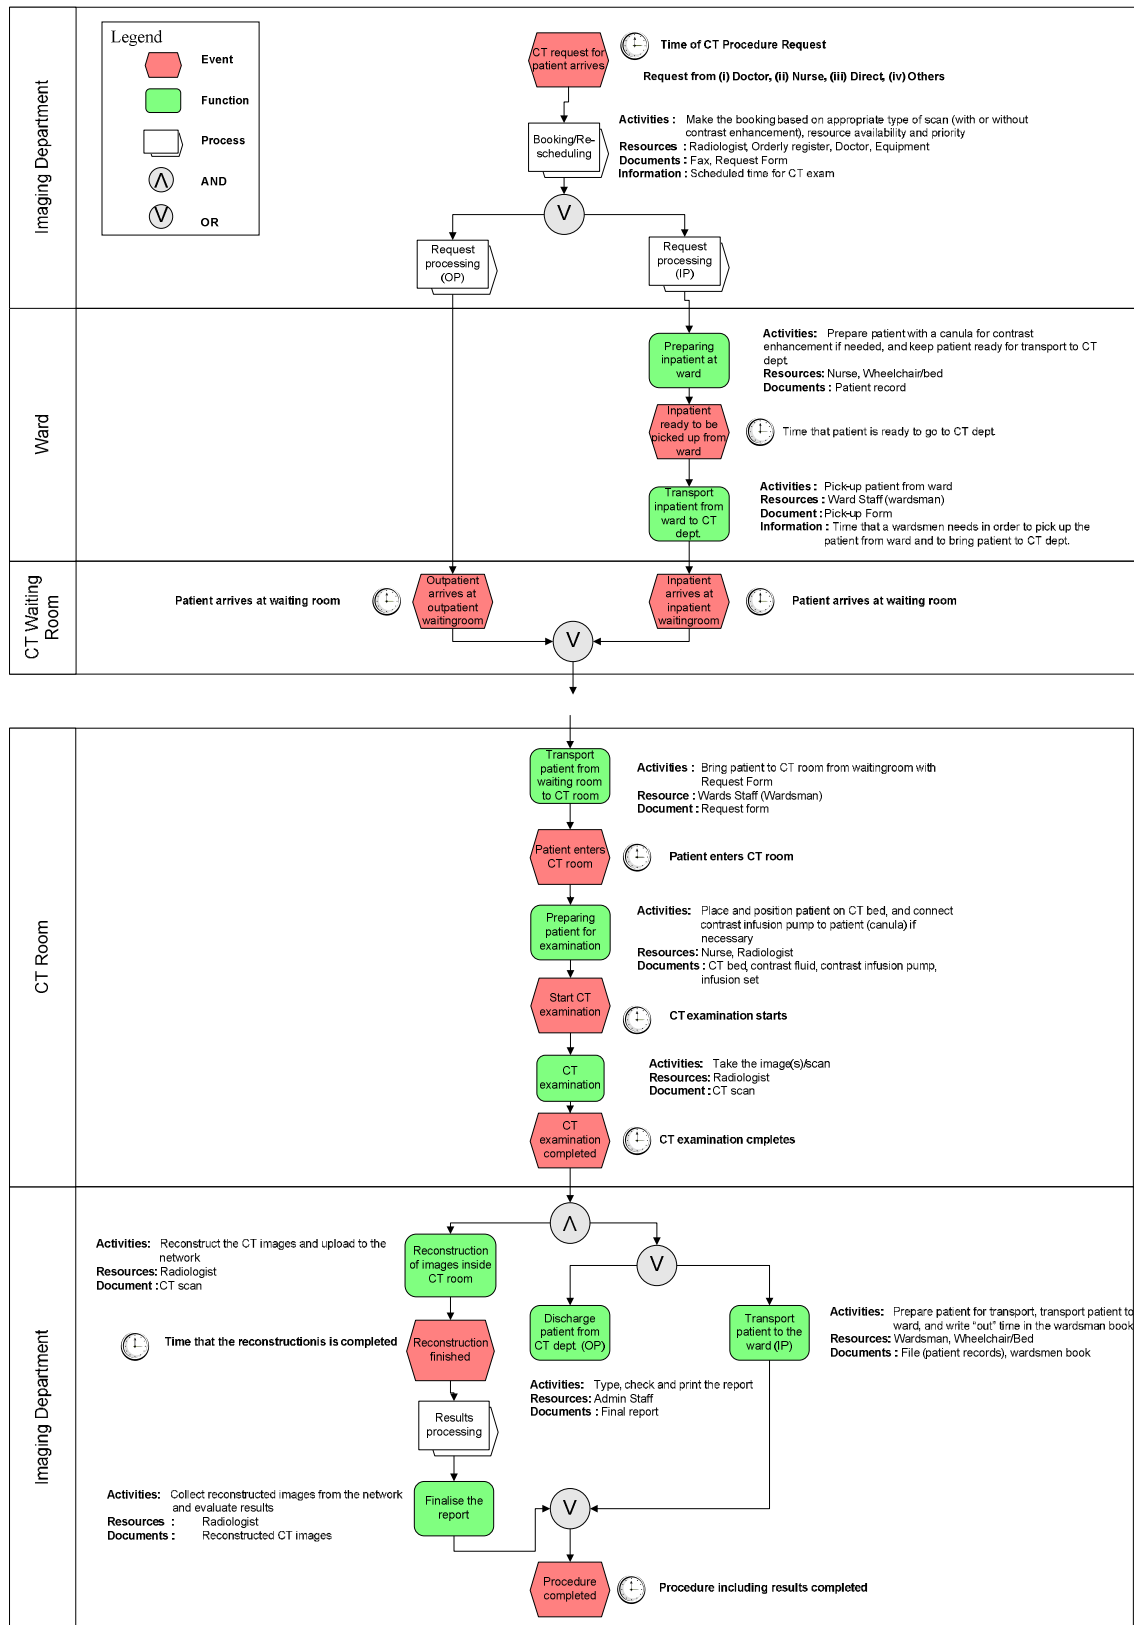 Legend
Event
Function
Process
Λ
AND
V
OR
Imaging Department
CT request for
patient arrives
Time of CT Procedure Request
Request from (i) Doctor, (ii) Nurse, (iii) Direct, (iv) Others
Booking/Re-
scheduling
Activities : Make the booking based on appropriate type of scan (with or without
contrast enhancement), resource availability and priority
Resources : Radiologist, Orderly register, Doctor, Equipment
Documents : Fax, Request Form
Information : Scheduled time for CT exam
V
Request
processing
(OP)
Request
processing
(IP)
Ward
Preparing
inpatient at
ward
Activities: Prepare patient with a canula for contrast
enhancement if needed, and keep patient ready for transport to CT
dept.
Resources: Nurse, Wheelchair/bed
Documents : Patient record
Inpatient
ready to be
picked up from
ward
Time that patient is ready to go to CT dept.
Transport
inpatient from
ward to CT
dept.
Activities : Pick-up patient from ward
Resources : Ward Staff (wardsman)
Document : Pick-up Form
Information : Time that a wardsmen needs in order to pick up the
patient from ward and to bring patient to CT dept.
CT Waiting
Room
Patient arrives at waiting room
Outpatient
arrives at
outpatient
waitingroom
Inpatient
arrives at
inpatient
waitingroom
Patient arrives at waiting room
V
CT Room
Transport
patient from
waiting room
to CT room
Activities : Bring patient to CT room from waitingroom with
Request Form
Resource : Wards Staff (Wardsman)
Document : Request form
Patient enters
CT room
Patient enters CT room
Preparing
patient for
examination
Activities: Place and position patient on CT bed, and connect
contrast infusion pump to patient (canula) if
necessary
Resources: Nurse, Radiologist
Documents : CT bed, contrast fluid, contrast infusion pump,
infusion set
Start CT
examination
CT examination starts
CT
examination
Activities: Take the image(s)/scan
Resources: Radiologist
Document : CT scan
CT
examination
completed
CT examination cmpletes
Imaging Department
Λ
Activities: Reconstruct the CT images and upload to the
network
Resources: Radiologist
Document : CT scan
Reconstruction
of images inside
CT room
V
Time that the reconstructionis is completed
Reconstruction
finished
Discharge
patient from
CT dept. (OP)
Transport
patient to the
ward (IP)
Activities: Prepare patient for transport, transport patient to
ward, and write “out” time in the wardsman book
Resources: Wardsman, Wheelchair/Bed
Documents : File (patient records), wardsmen book
Activities: Type, check and print the report
Resources: Admin Staff
Documents : Final report
Results
processing
Activities: Collect reconstructed images from the network
and evaluate results
Resources : Radiologist
Documents : Reconstructed CT images
Finalise the
report
V
Procedure
completed
Procedure including results completed